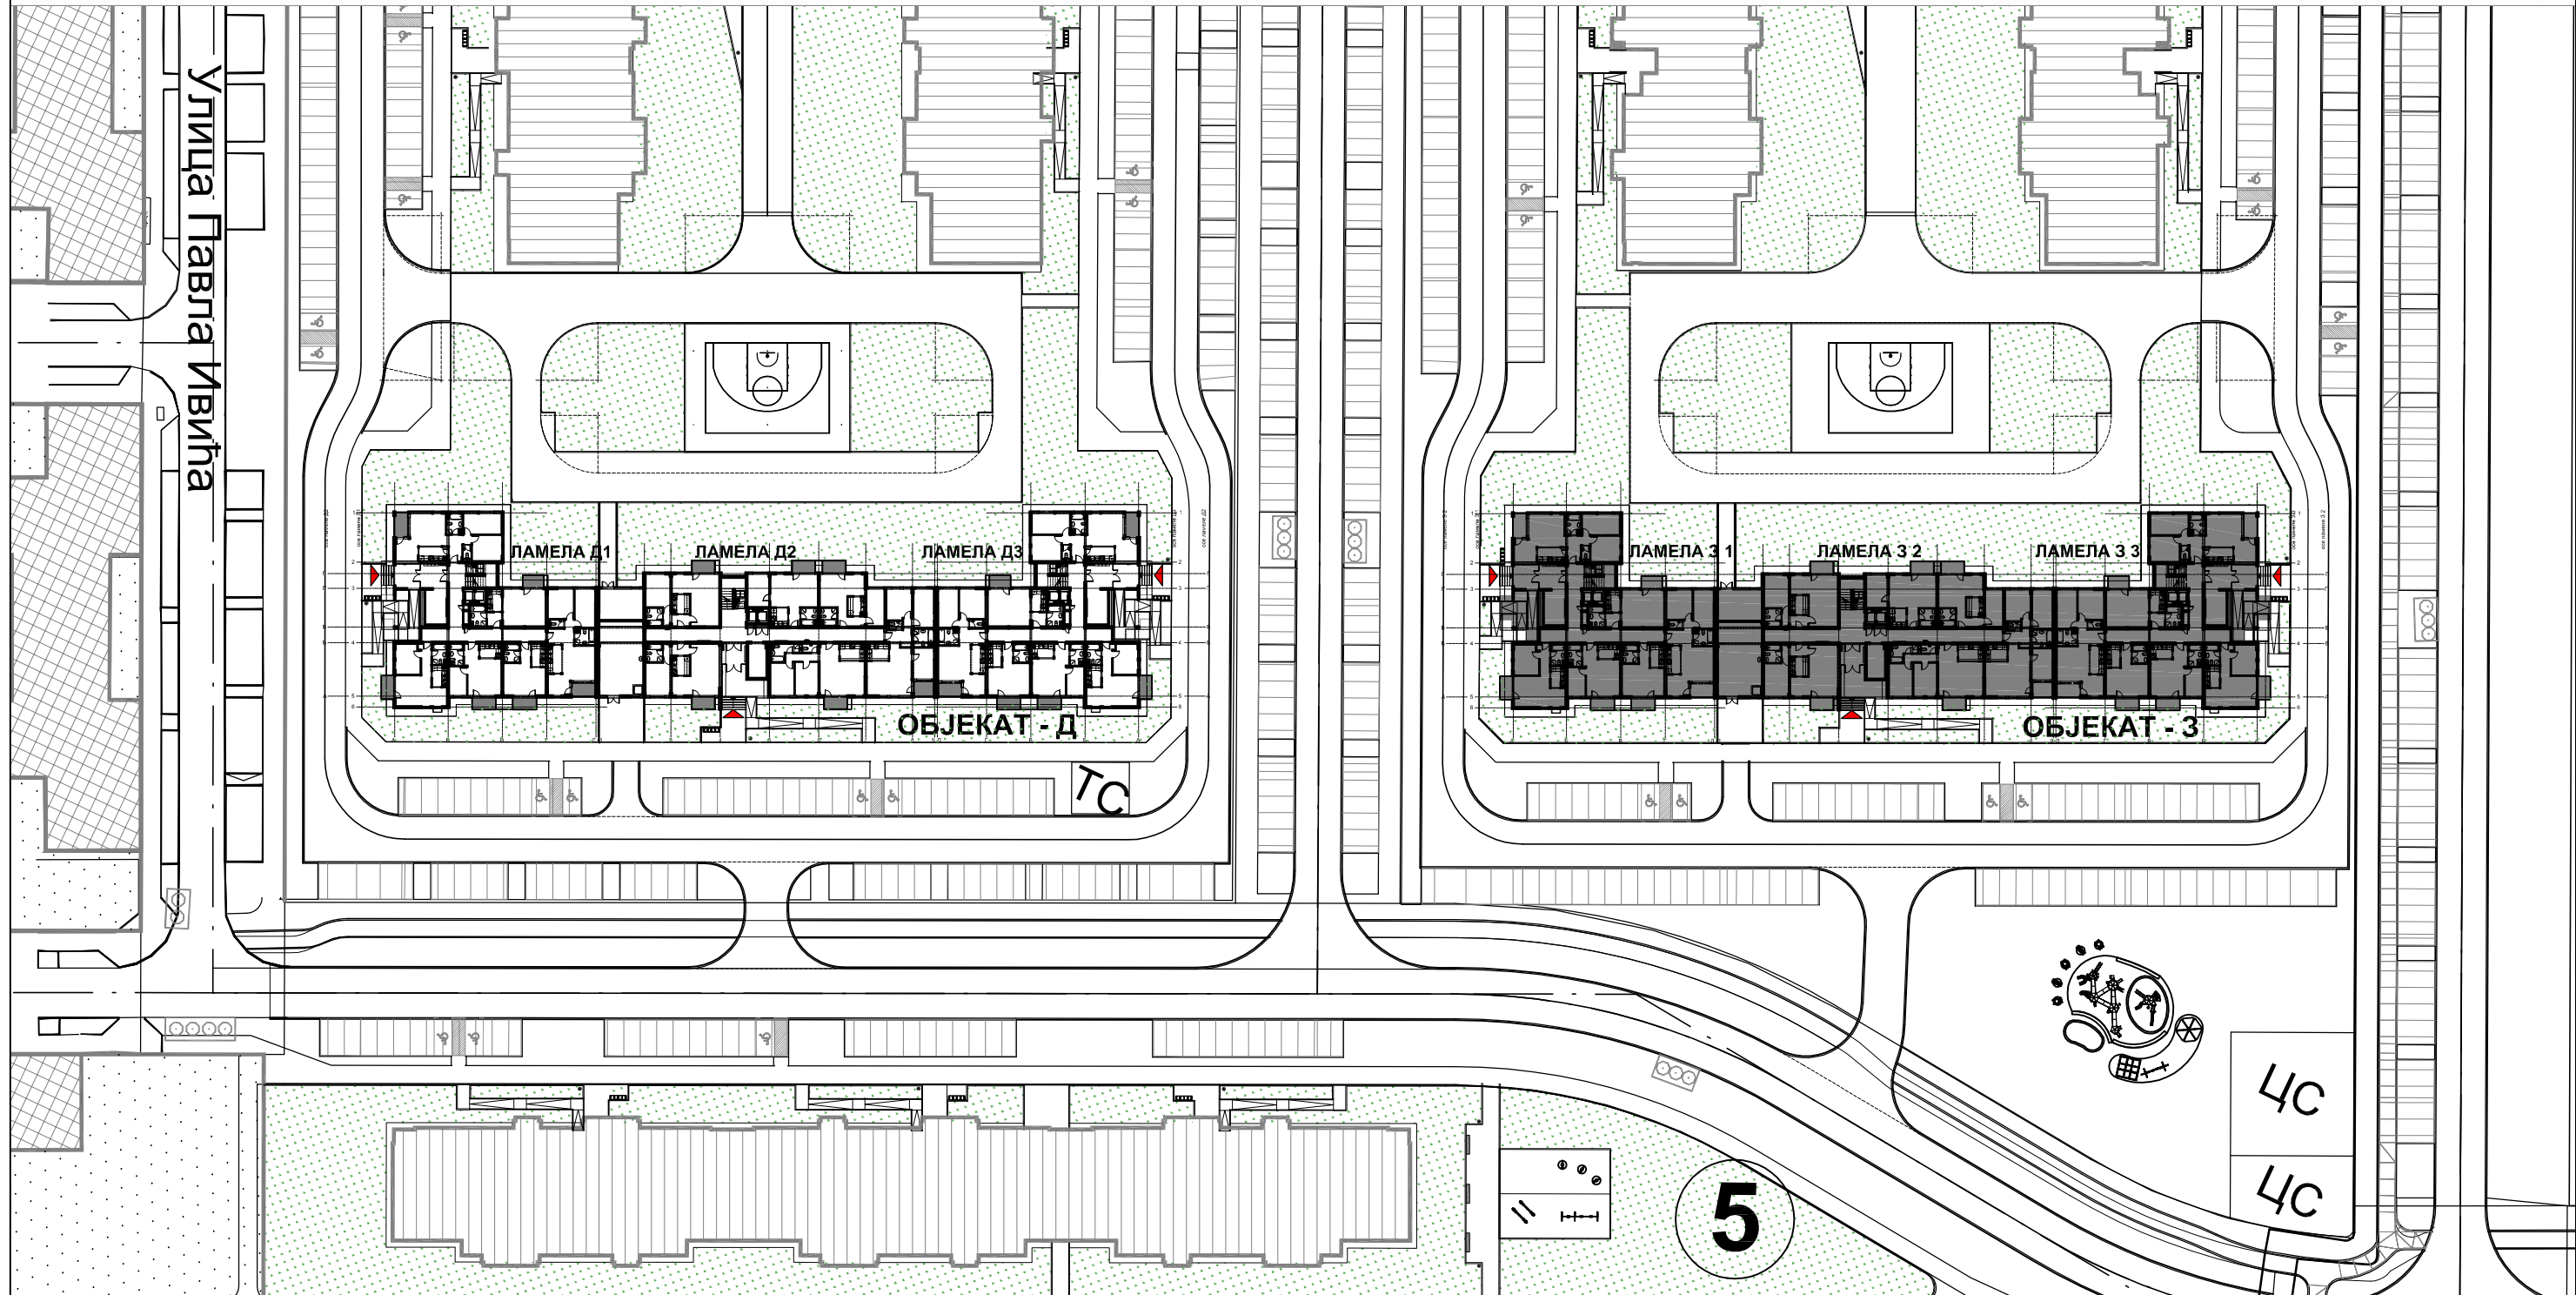 Улица Павла Ивића
ЛАМЕЛА Д1
ЛАМЕЛА Д2
ЛАМЕЛА Д3
ОБЈЕКАТ - Д
ТС
ЛАМЕЛА З 1
ЛАМЕЛА З 2
ЛАМЕЛА З 3
ОБЈЕКАТ - З
ЦС
ЦС
5